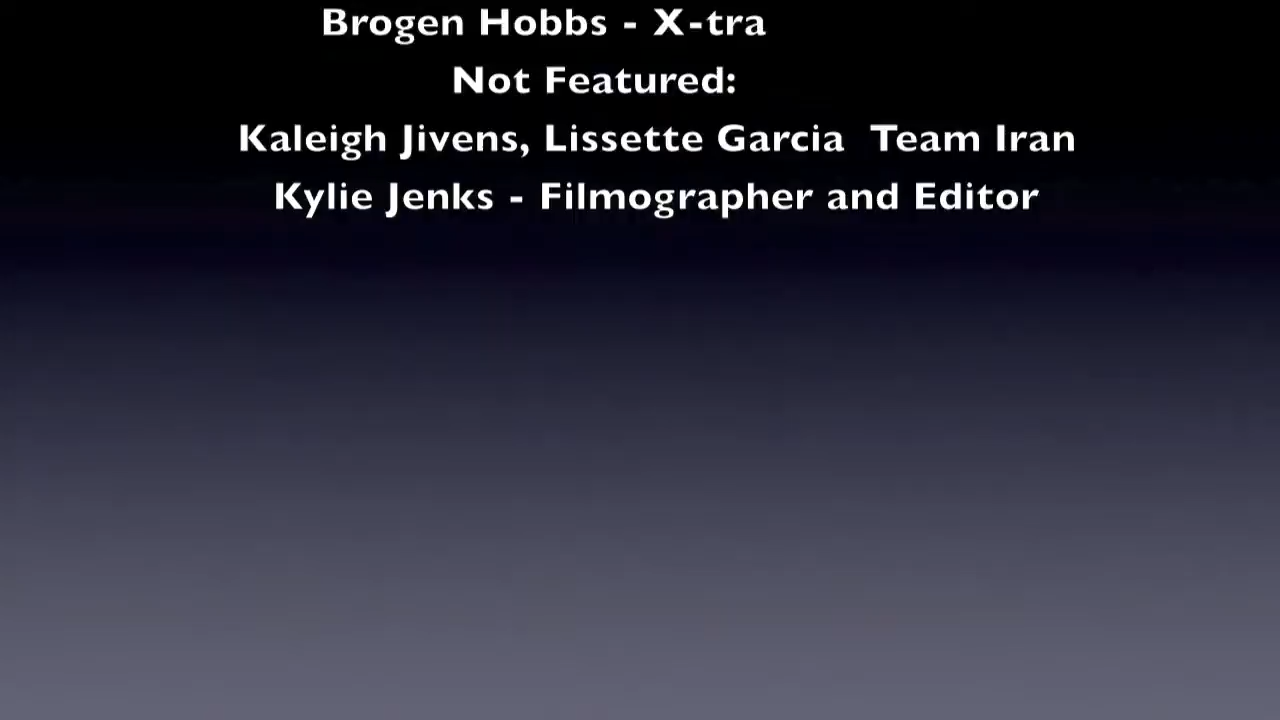 Brogen Hobbs - X-tra
Not Featured:
Kaleigh Jivens, Lissette Garcia  Team Iran
Kylie Jenks - Filmographer and Editor